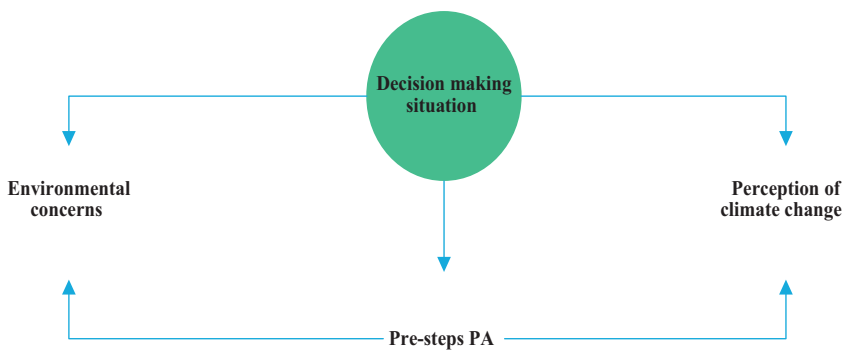 Decision making
situation
Environmental
concerns
Perception of
climate change
Pre-steps PA